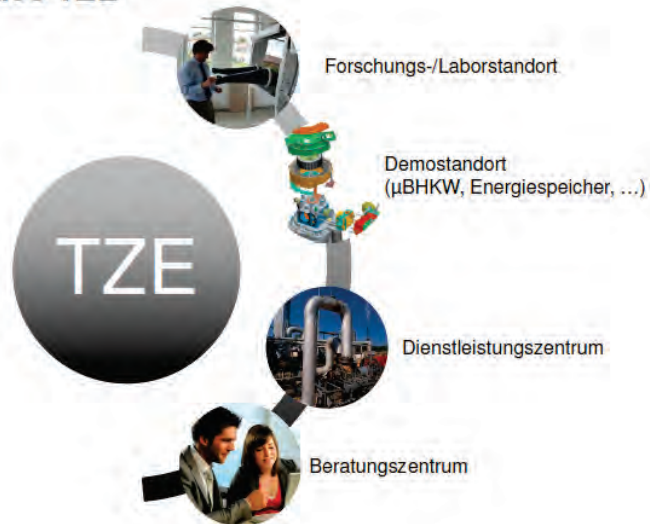 Forschungs-/Laborstandort
Demostandort
(µBHKW, Energiespeicher, …)
TZE
Dienstleistungszentrum
Beratungszentrum